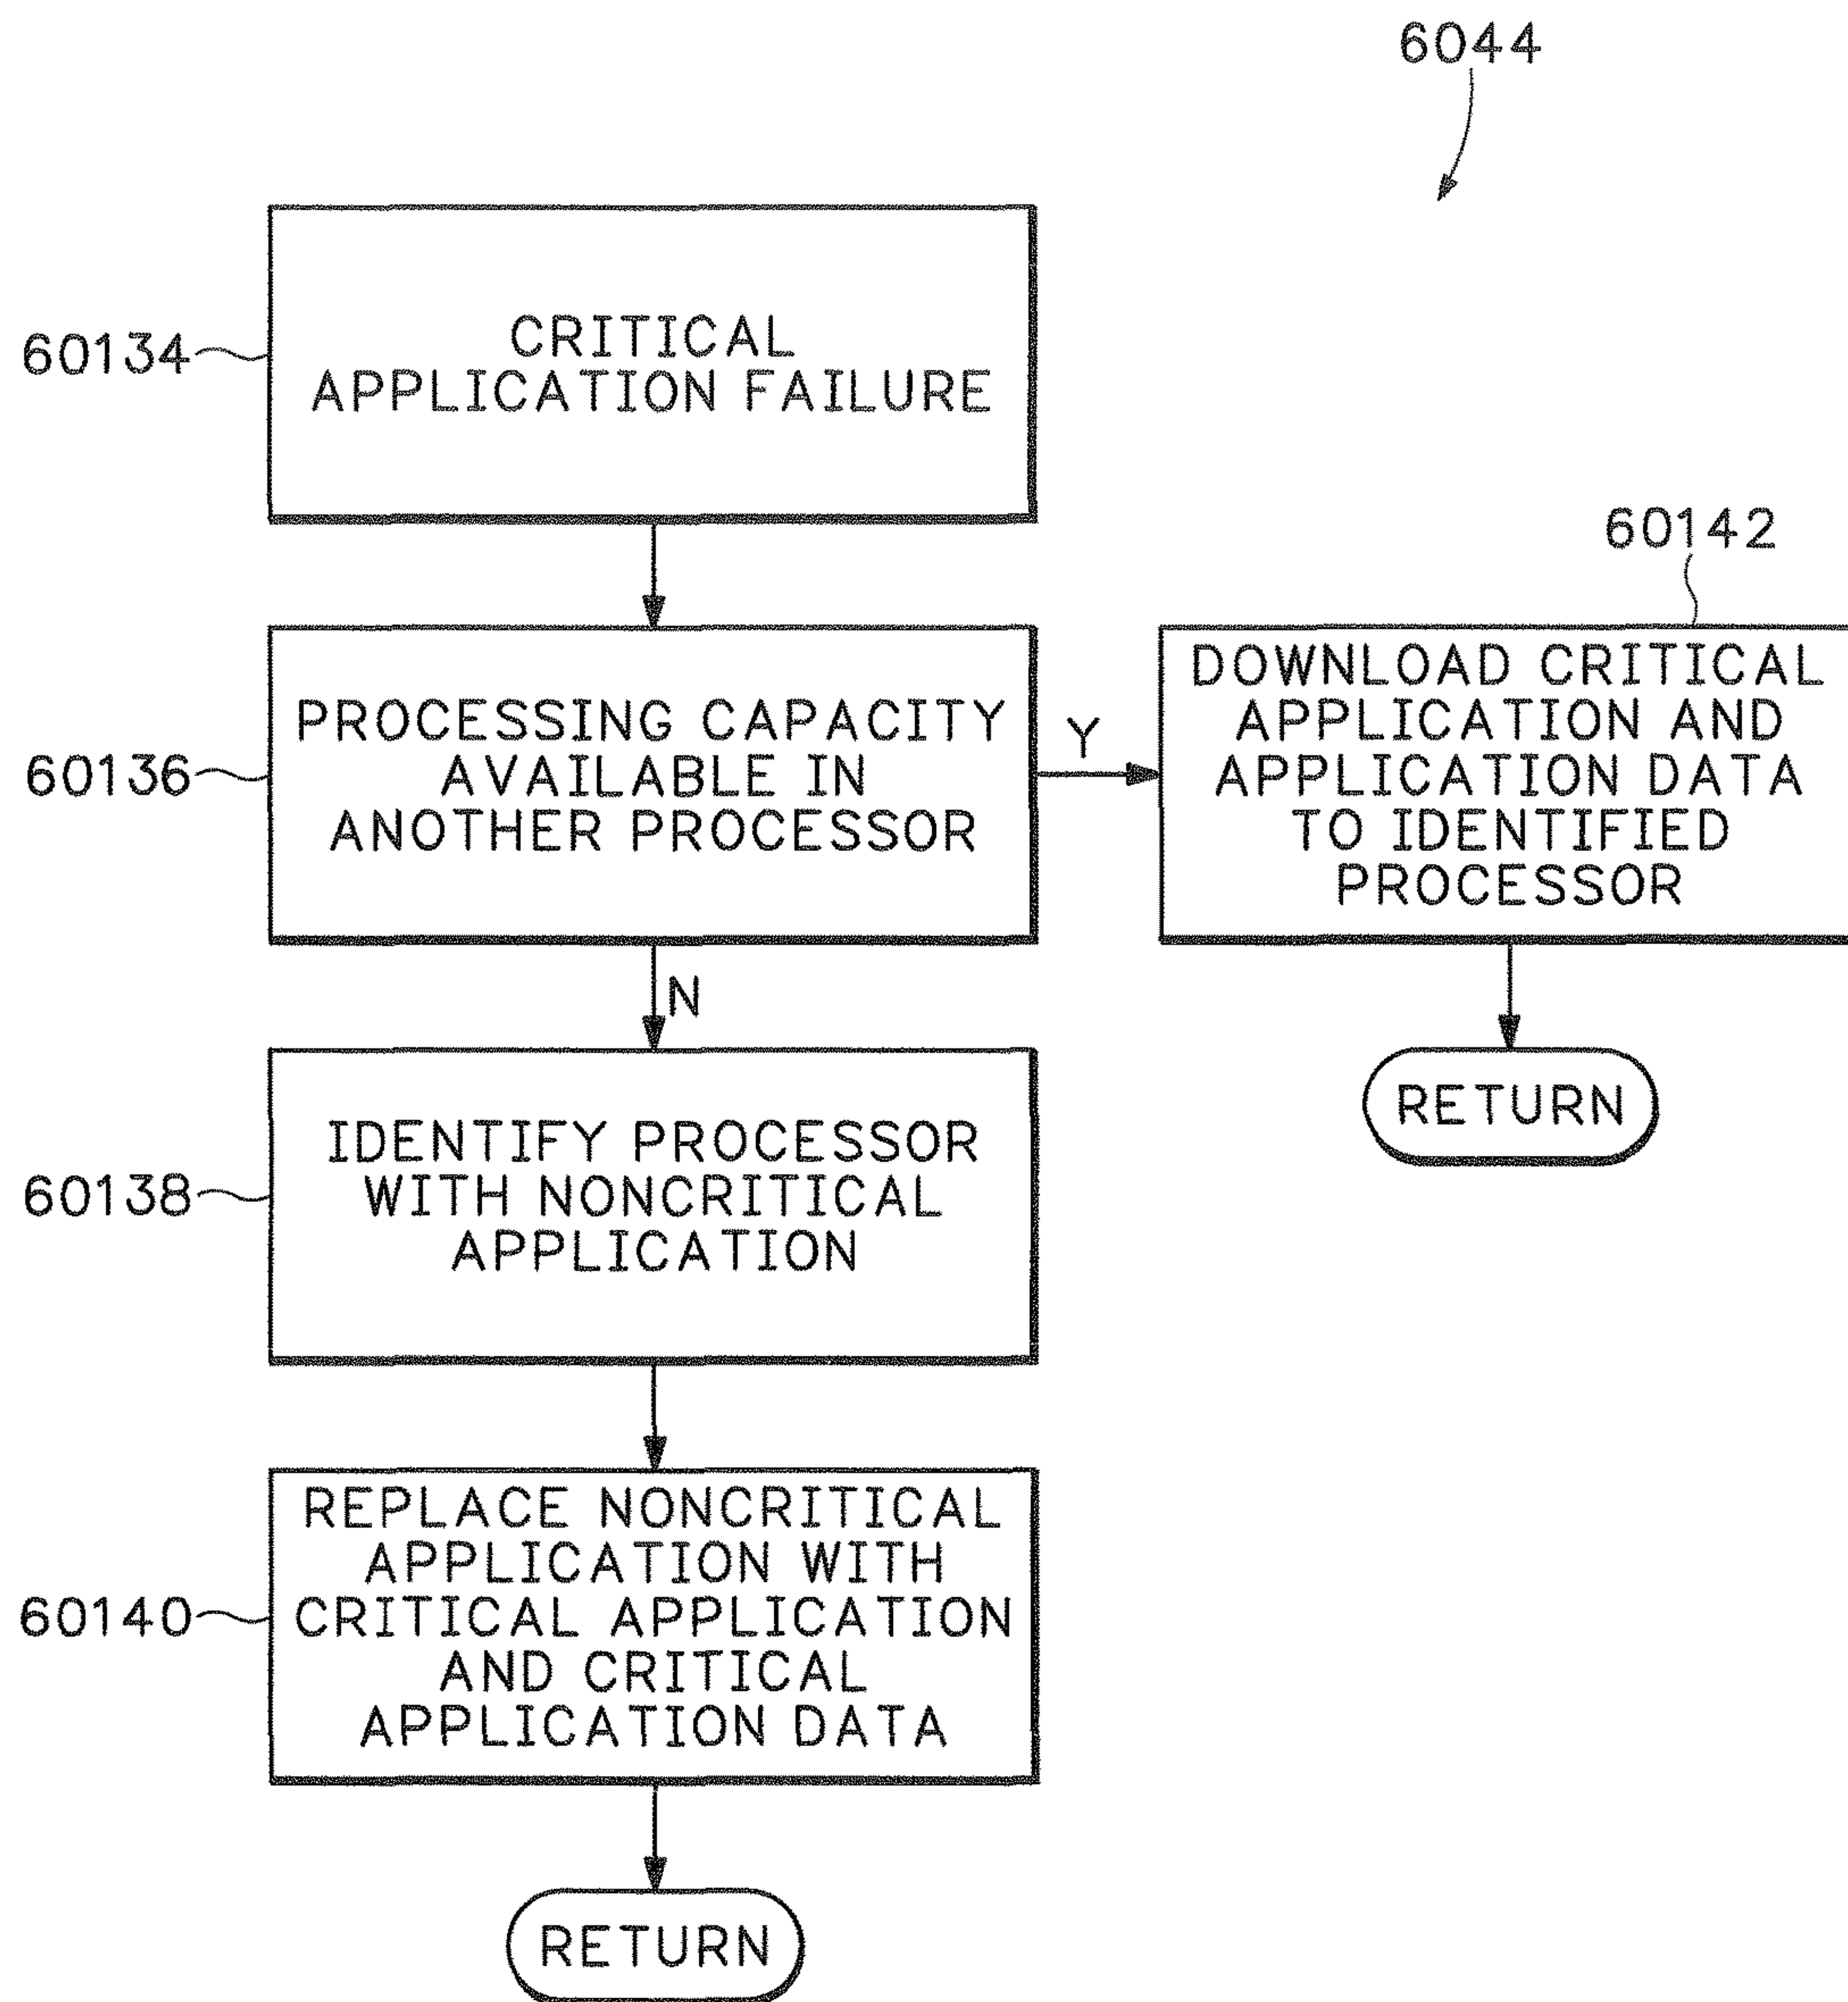 6044
60134
CRITICAL
APPLICATION FAILURE
60142
60136
PROCESSING CAPACITY
AVAILABLE IN
ANOTHER PROCESSOR
Y
DOWNLOAD CRITICAL
APPLICATION AND
APPLICATION DATA
TO IDENTIFIED
PROCESSOR
N
RETURN
60138
IDENTIFY PROCESSOR
WITH NONCRITICAL
APPLICATION
60140
REPLACE NONCRITICAL
APPLICATION WITH
CRITICAL APPLICATION
AND CRITICAL
APPLICATION DATA
RETURN